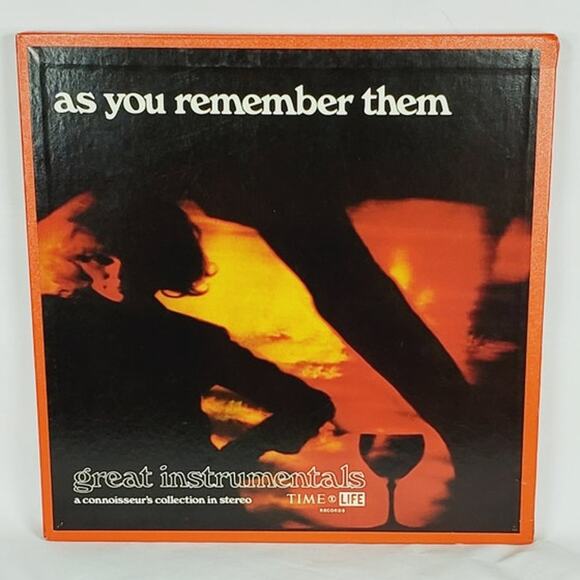 as you remember them
great instrumentals
a connoisseur's collection in stereo
TIME LIFE
RECORDS